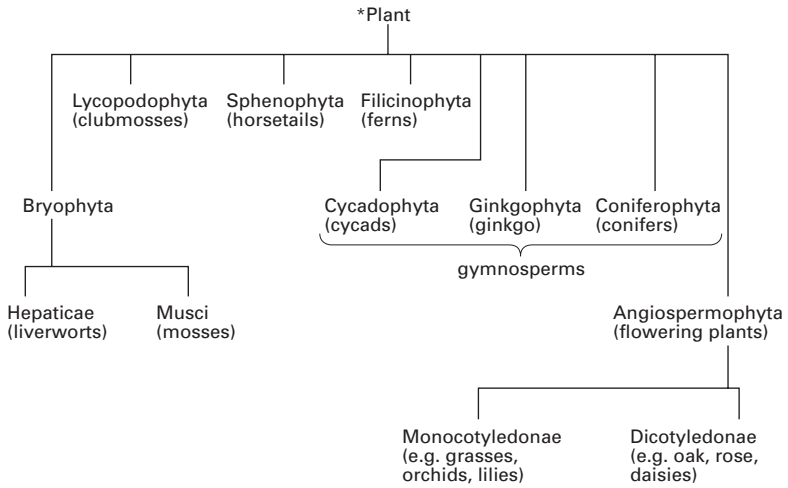 *Plant
Lycopodophyta
(clubmosses)
Sphenophyta
(horsetails)
Filicinophyta
(ferns)
Bryophyta
Cycadophyta
(cycads)
Ginkgophyta
(ginkgo)
Coniferophyta
(conifers)
gymnosperms
Hepaticae
(liverworts)
Musci
(mosses)
Angiospermophyta
(flowering plants)
Monocotyledonae
(e.g. grasses,
orchids, lilies)
Dicotyledonae
(e.g. oak, rose,
daisies)